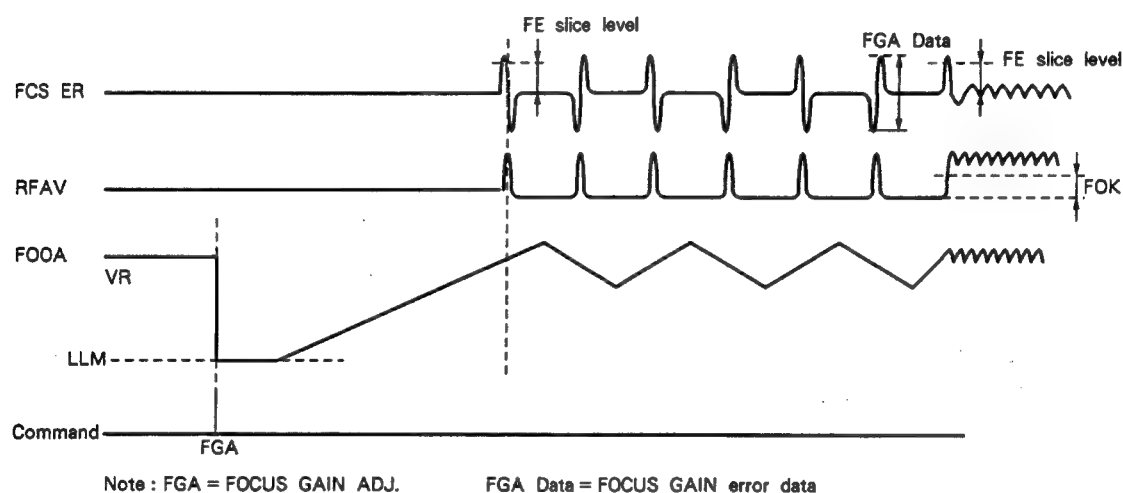 FE slice level
FGA Data
FE slice level
FCS ER
RFAV
FOK
FOOA
VR
LLM
Command
FGA
Note : FGA = FOCUS GAIN ADJ. FGA Data = FOCUS GAIN error data